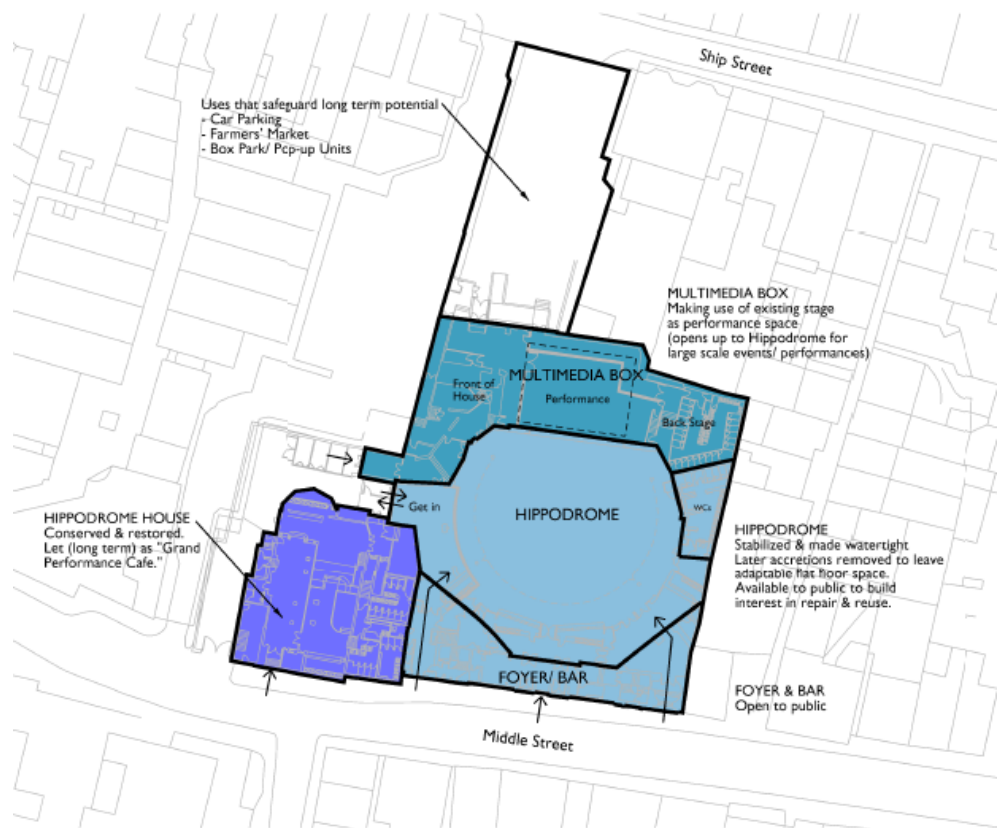 Ship Street
Uses that safeguard long term potential
- Car Parking
- Farmers' Market
- Box Park/ Pop-up Units
MULTIMEDIA BOX
Making use of existing stage
as performance space
(opens up to Hippodrome for
large scale events/ performances)
MULTIMEDIA BOX
Front of
House
Performance
Back Stage
Get in
HIPPODROME
WCs
HIPPODROME HOUSE
Conserved & restored.
Let (long term) as "Grand
Performance Cafe."
HIPPODROME
Stabilized & made watertight
Later accretions removed to leave
adaptable flat floor space.
Available to public to build
interest in repair & reuse.
FOYER/ BAR
FOYER & BAR
Open to public
Middle Street